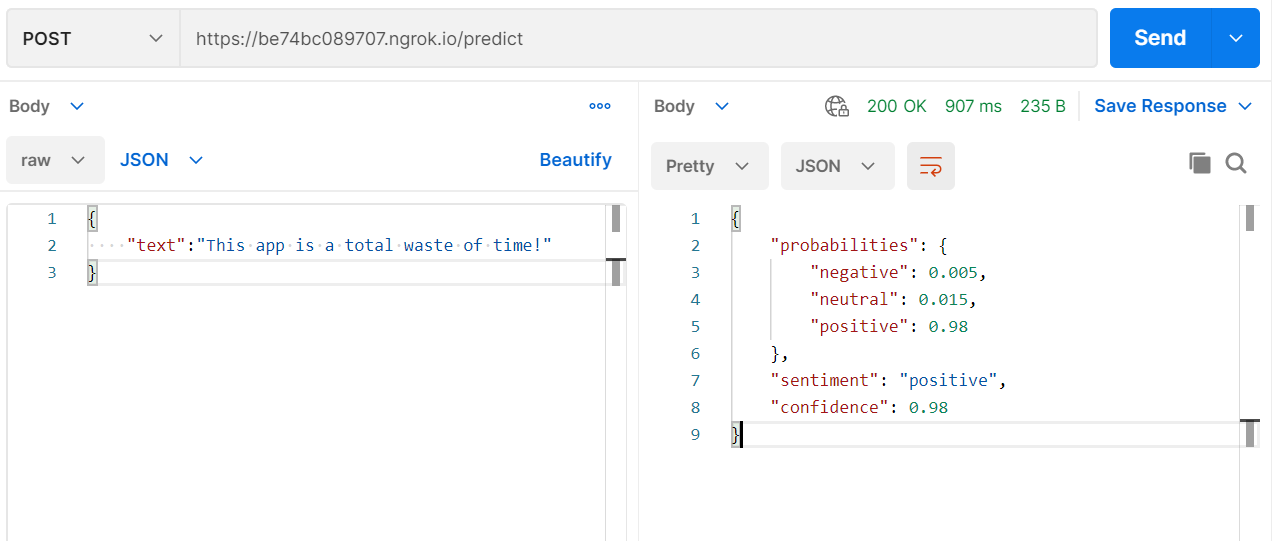 POST https://be74bc089707.ngrok.io/predict Send
Body
raw JSON Beautify
1 {
2 "text":"This app is a total waste of time!"
3 }
Body 200 OK 907 ms 235 B Save Response
Pretty JSON
1 {
2 "probabilities": {
3 "negative": 0.005,
4 "neutral": 0.015,
5 "positive": 0.98
6 },
7 "sentiment": "positive",
8 "confidence": 0.98
9 }